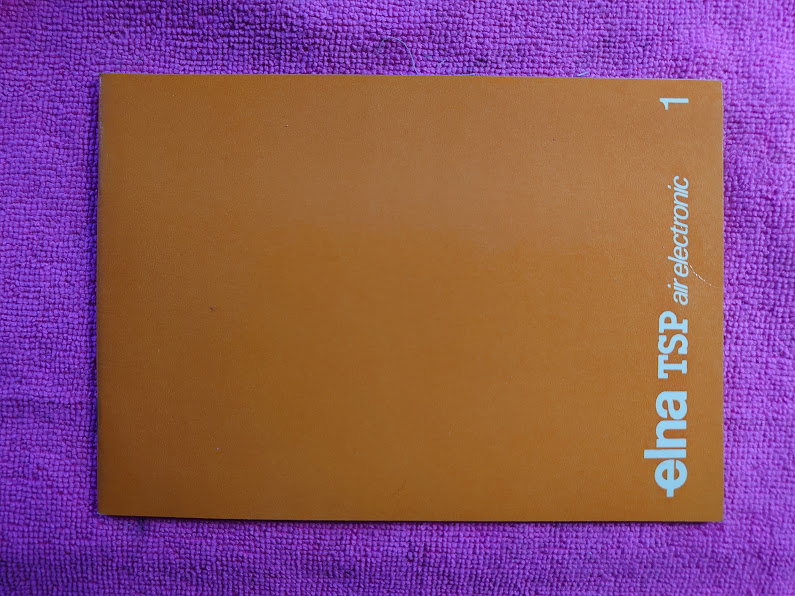 elna TSP air electronic 1